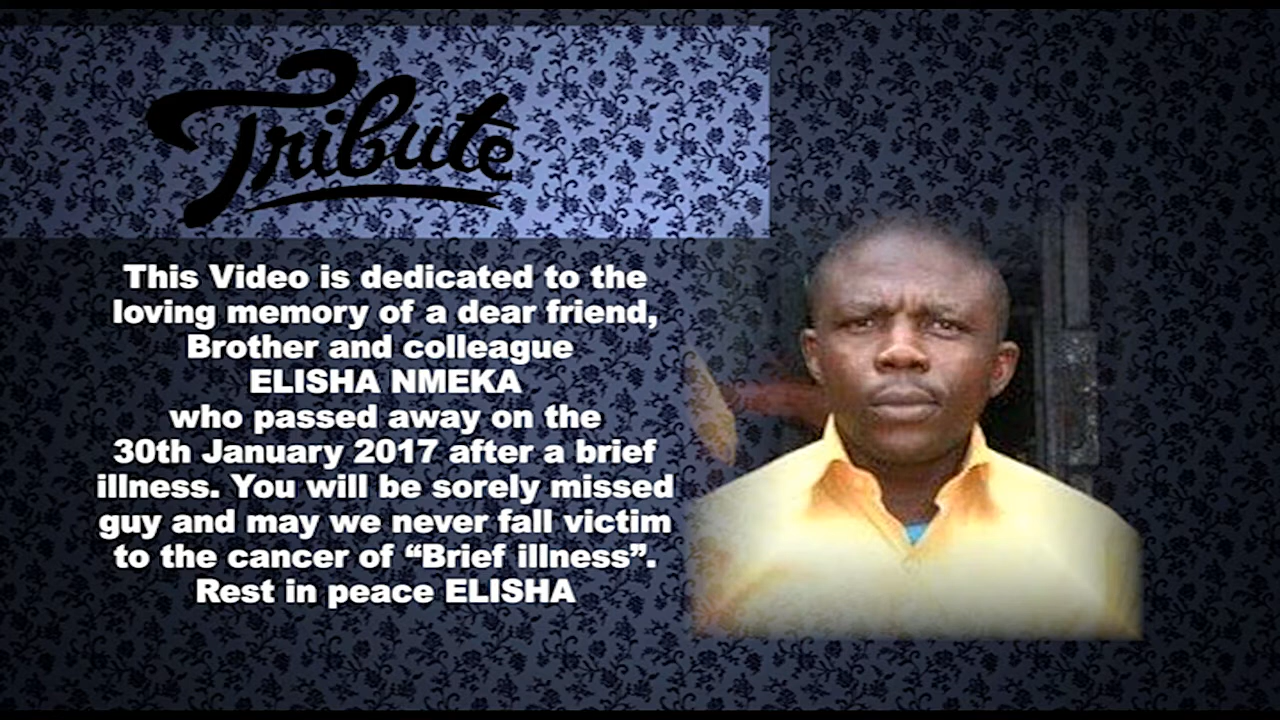 Tribute
This Video is dedicated to the
loving memory of a dear friend,
Brother and colleague
ELISHA NMEKA
who passed away on the
30th January 2017 after a brief
illness. You will be sorely missed
guy and may we never fall victim
to the cancer of “Brief illness”.
Rest in peace ELISHA